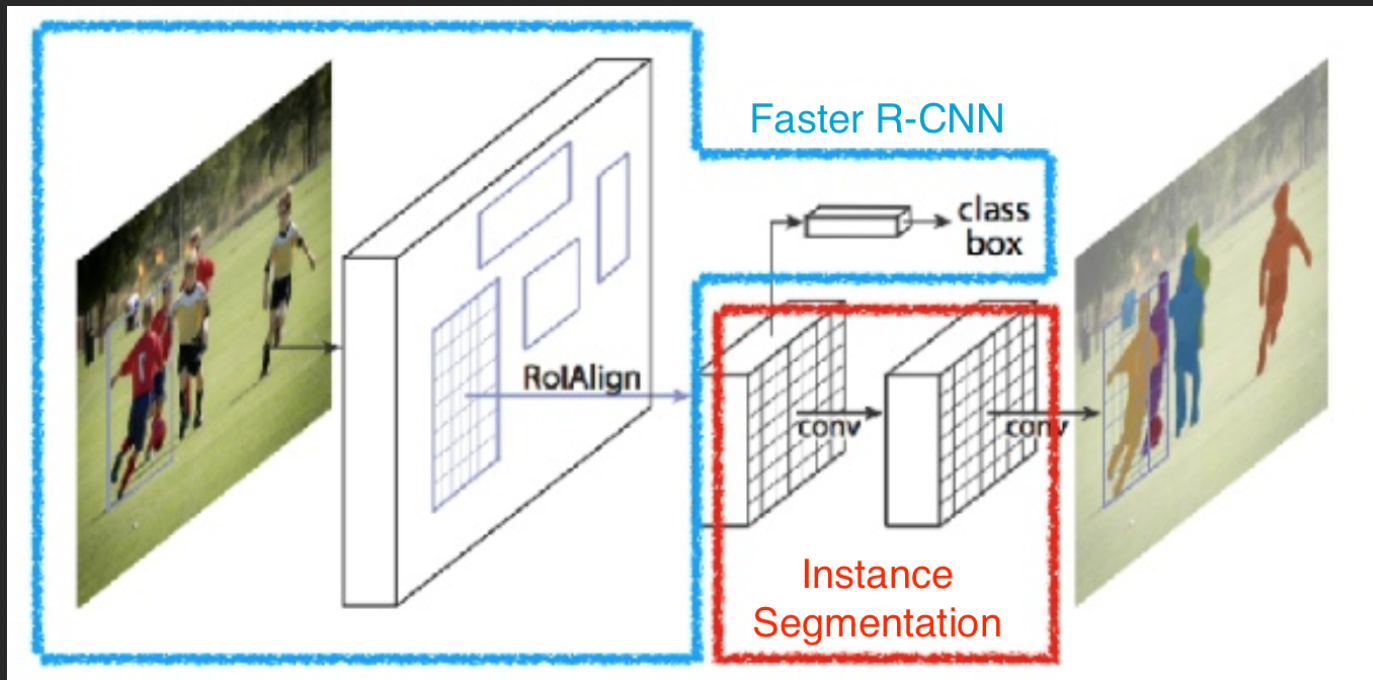 Faster R-CNN
class
box
RoIAlign
conv
conv
Instance
Segmentation